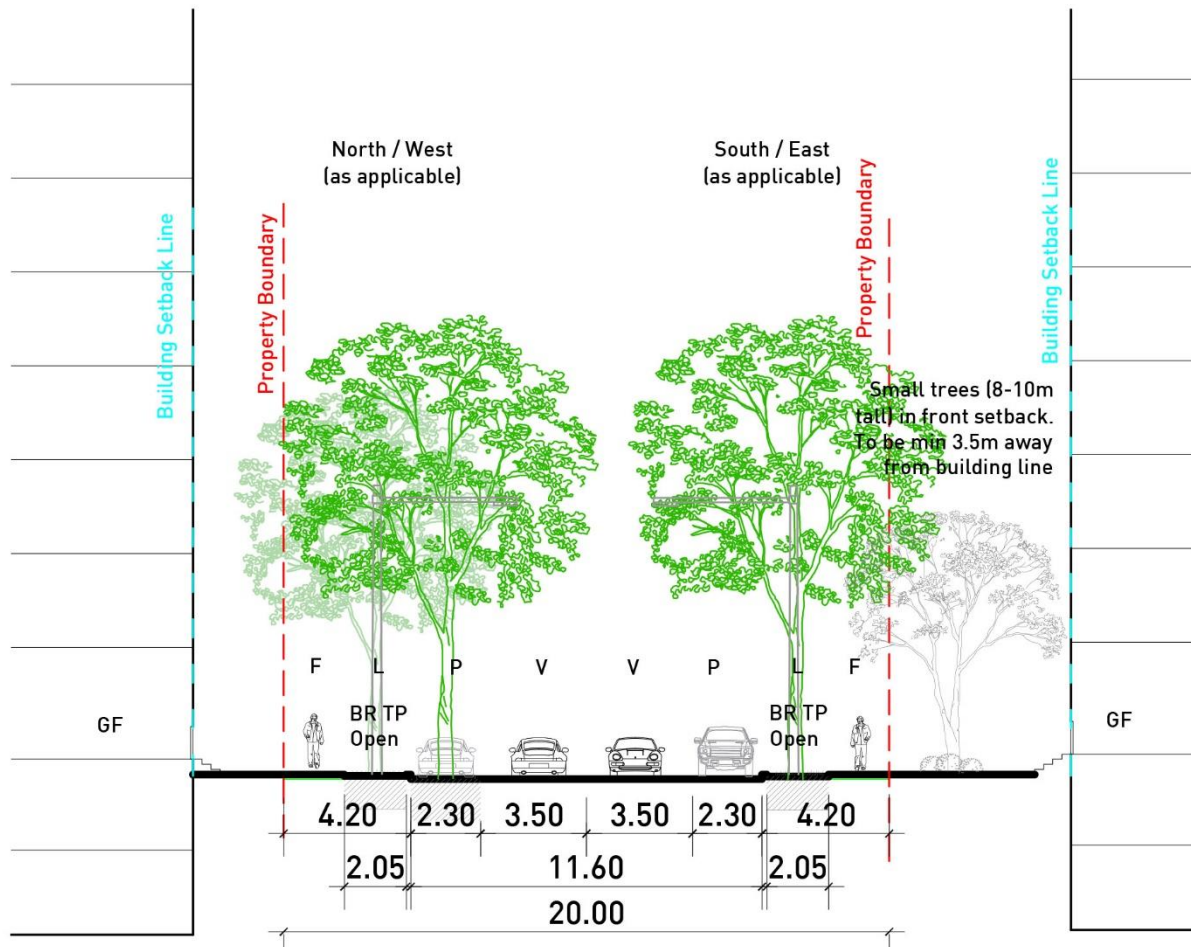 North / West
(as applicable)
South / East
(as applicable)
Building Setback Line
Property Boundary
Property Boundary
Building Setback Line
Small trees (8-10m
tall) in front setback.
To be min 3.5m away
from building line
F L P V V P L F
GF
BR TP
Open
BR TP
Open
GF
4.20 2.30 3.50 3.50 2.30 4.20
2.05 11.60 2.05
20.00